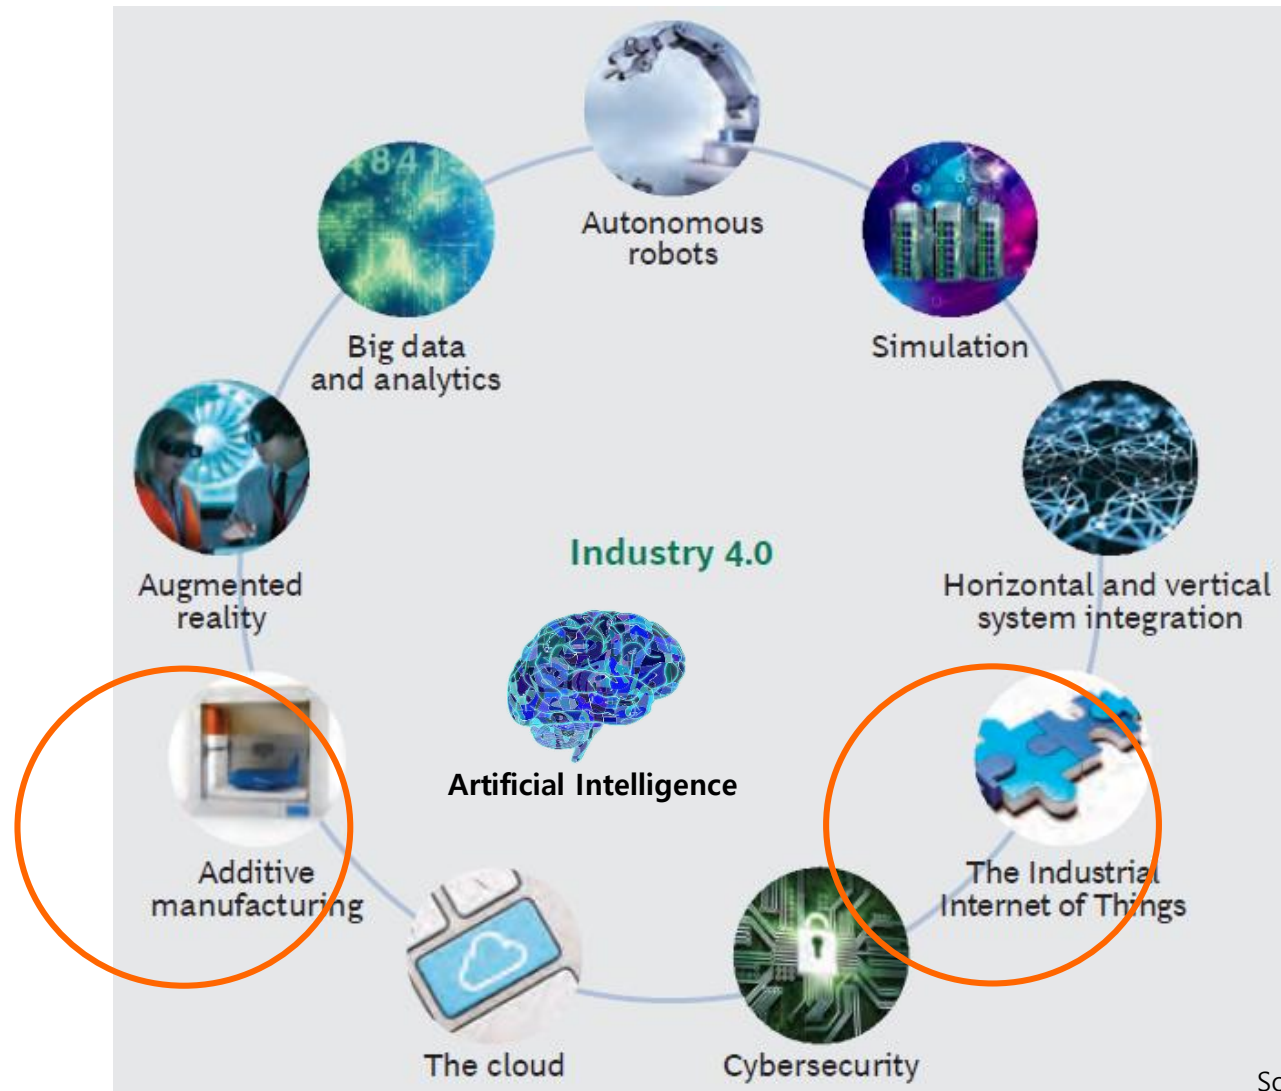 Autonomous
robots
Big data
and analytics
Simulation
Augmented
reality
Industry 4.0
Horizontal and vertical
system integration
Artificial Intelligence
Additive
manufacturing
The Industrial
Internet of Things
The cloud
Cybersecurity